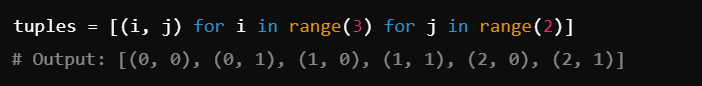 tuples = [(i, j) for i in range(3) for j in range(2)]
# Output: [(0, 0), (0, 1), (1, 0), (1, 1), (2, 0), (2, 1)]